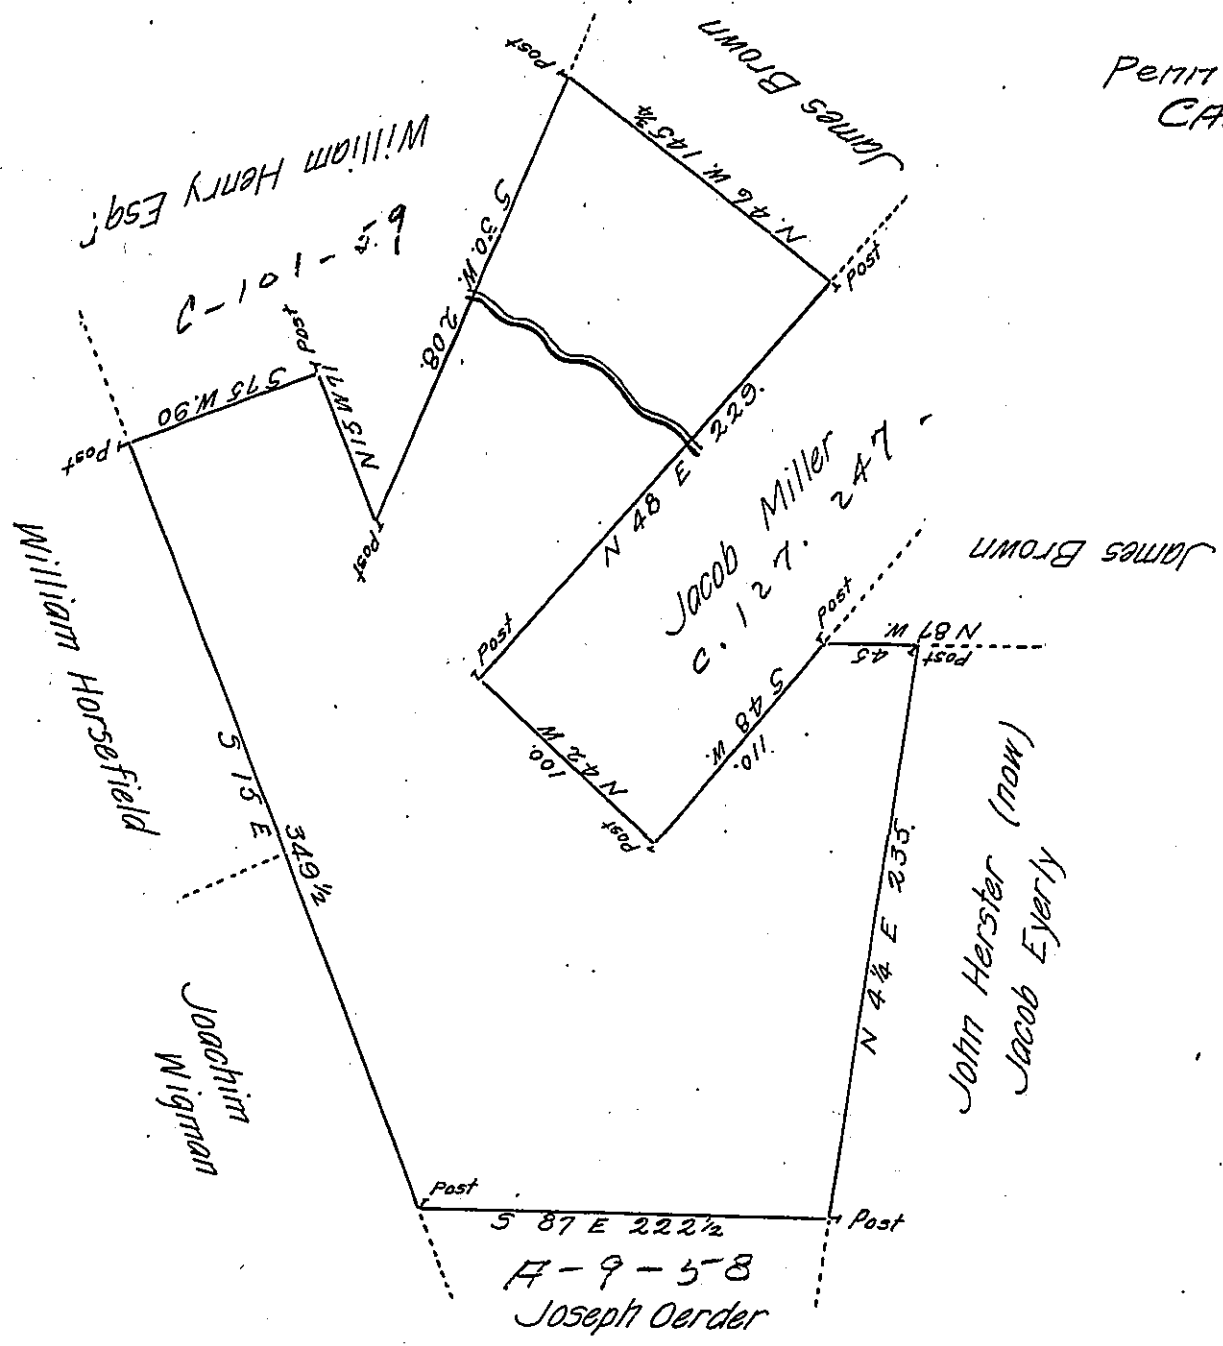 Penn
CA
James Brown
Post
N. 46 W. 145¾
Post
William Henry Esqr.
S 30. W.
208.
Post
N 15 W 71
Post
S 75 W. 90
Post
N 48 E 229.
Jacob Miller
C. 127. 247-
James Brown
Post
N 87 W.
45
Post
S 48 W.
110.
Post
N 42 W
100.
Post
William Horsefield
S 15 E
349½
Joachim
Wigman
N 4¼ E 235.
John Herster (now)
Jacob Eyerly
Post
S 87 E 222½
Post
A-9-58
Joseph Oerder